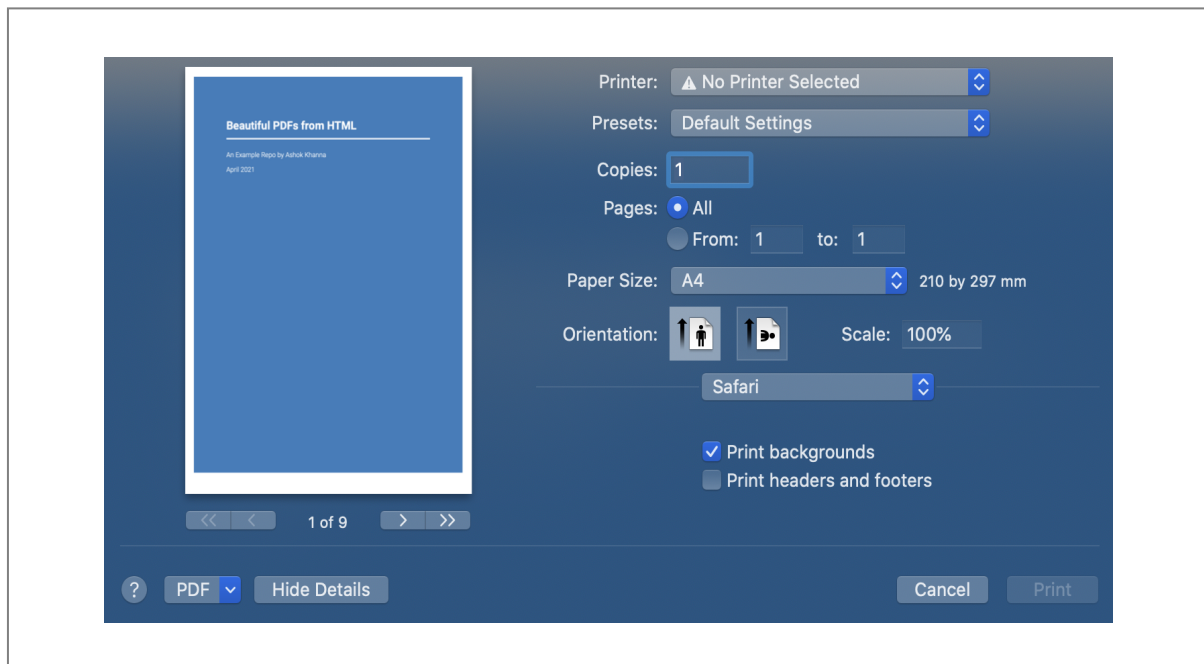 Beautiful PDFs from HTML
An Example Repo by Ashok Khanna
April 2021
<< < 1 of 9 > >>
Printer: No Printer Selected
Presets: Default Settings
Copies: 1
Pages: All
From: 1 to: 1
Paper Size: A4 210 by 297 mm
Orientation: Scale: 100%
Safari
Print backgrounds
Print headers and footers
? PDF Hide Details Cancel Print